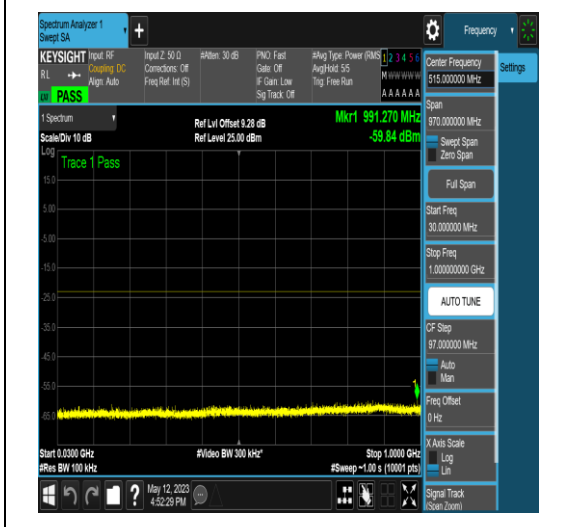 Spectrum Analyzer 1
Swept SA
Frequency
KEYSIGHT
Input: RF
Coupling: DC
Align: Auto
Input Z: 50 Ω
Corrections: Off
Freq Ref: Int (S)
#Atten: 30 dB
PNO: Fast
Gate: Off
IF Gain: Low
Sig Track: Off
#Avg Type: Power (RMS
Avg|Hold: 5/5
Trig: Free Run
1 2 3 4 5 6
M W W W W W
A A A A A A
RL
PASS
1 Spectrum
Scale/Div 10 dB
Ref Lvl Offset 9.28 dB
Ref Level 25.00 dBm
Mkr1 991.270 MHz
-59.84 dBm
Log
Trace 1 Pass
15.0
5.00
-5.00
-15.0
-25.0
-35.0
-45.0
-55.0
-65.0
1
Start 0.0300 GHz
#Res BW 100 kHz
#Video BW 300 kHz*
Stop 1.0000 GHz
#Sweep ~1.00 s (10001 pts)
Center Frequency
515.000000 MHz
Settings
Span
970.000000 MHz
Swept Span
Zero Span
Full Span
Start Freq
30.000000 MHz
Stop Freq
1.000000000 GHz
AUTO TUNE
CF Step
97.000000 MHz
Auto
Man
Freq Offset
0 Hz
X Axis Scale
Log
Lin
Signal Track
(Span Zoom)
?
May 12, 2023
4:52:29 PM